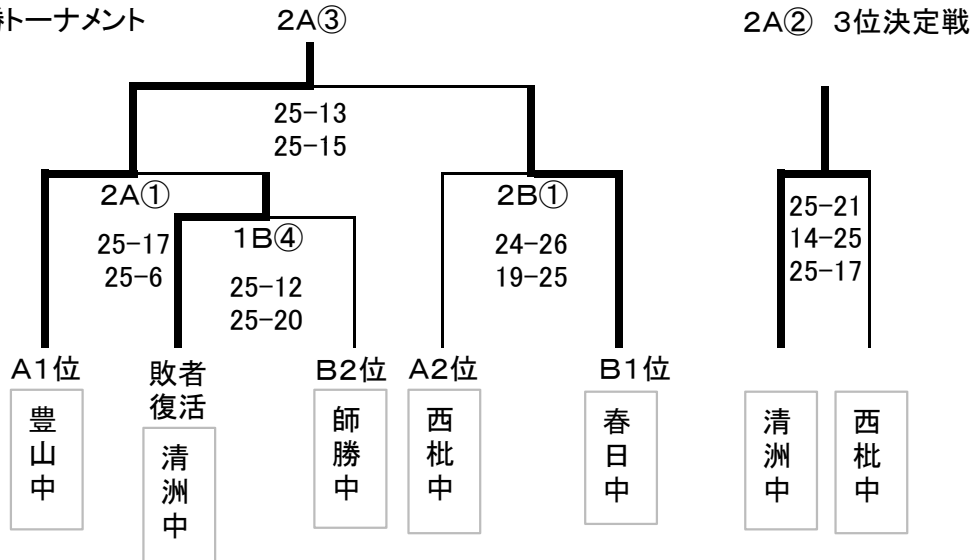 トーナメント
2A③
2A② 3位決定戦
25-13
25-15
2A①
2B①
25-17
25-6
1B④
25-12
25-20
24-26
19-25
25-21
14-25
25-17
A1位
敗者
復活
B2位
A2位
B1位
豊山中
清洲中
師勝中
西枇中
春日中
清洲中
西枇中